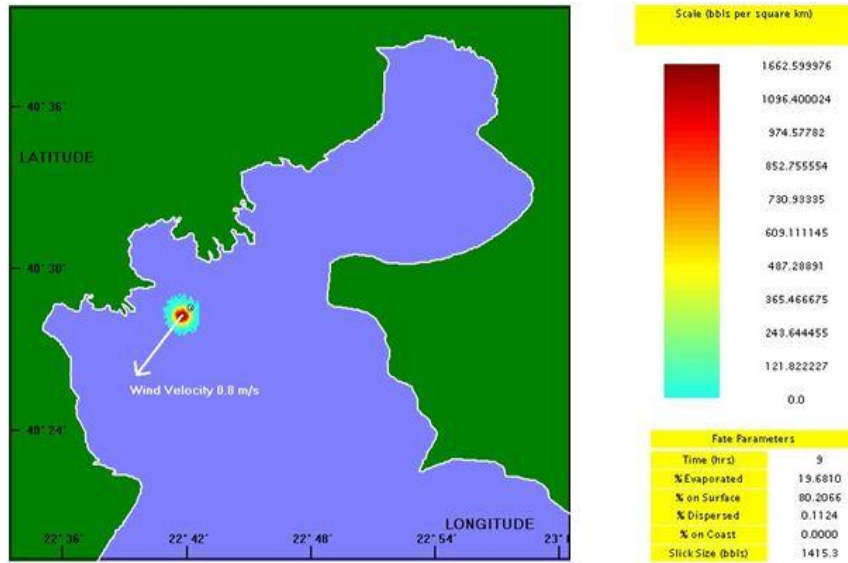 Scale (bbls per square km)
1662.599976
1096.400024
974.57782
852.755554
730.93335
609.111145
487.28891
365.466675
243.644455
121.822227
0.0
40° 36'
LATITUDE
40° 30'
Wind Velocity 0.8 m/s
40° 24'
LONGITUDE
22° 36'
22° 42'
22° 48'
22° 54'
Fate Parameters
Time (hrs) 9
% Evaporated 19.6810
% on Surface 80.2066
% Dispersed 0.1124
% on Coast 0.0000
Slick Size (bbls) 1415.3